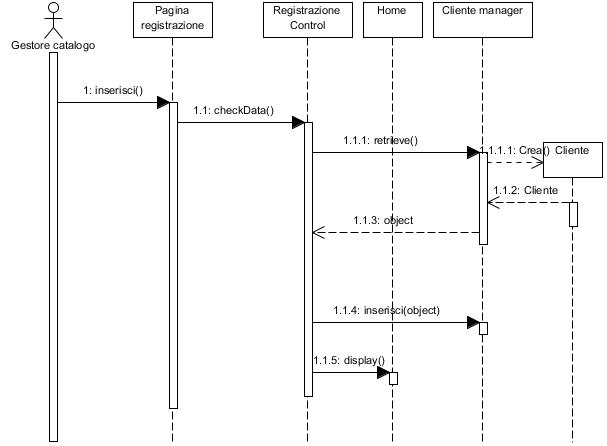 Gestore catalogo
Pagina
registrazione
Registrazione
Control
Home
Cliente manager
1: inserisci()
1.1: checkData()
1.1.1: retrieve()
1.1.1.1: Crea()
Cliente
1.1.2: Cliente
1.1.3: object
1.1.4: inserisci(object)
1.1.5: display()